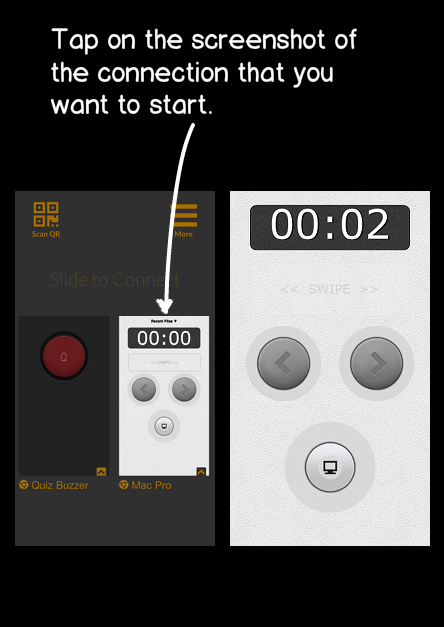 Tap on the screenshot of
the connection that you
want to start.
Scan QR
More
Slide to Connect
Recent Files ▼
00:00
<< SWIPE >>
Quiz Buzzer
Mac Pro
00:02
<< SWIPE >>